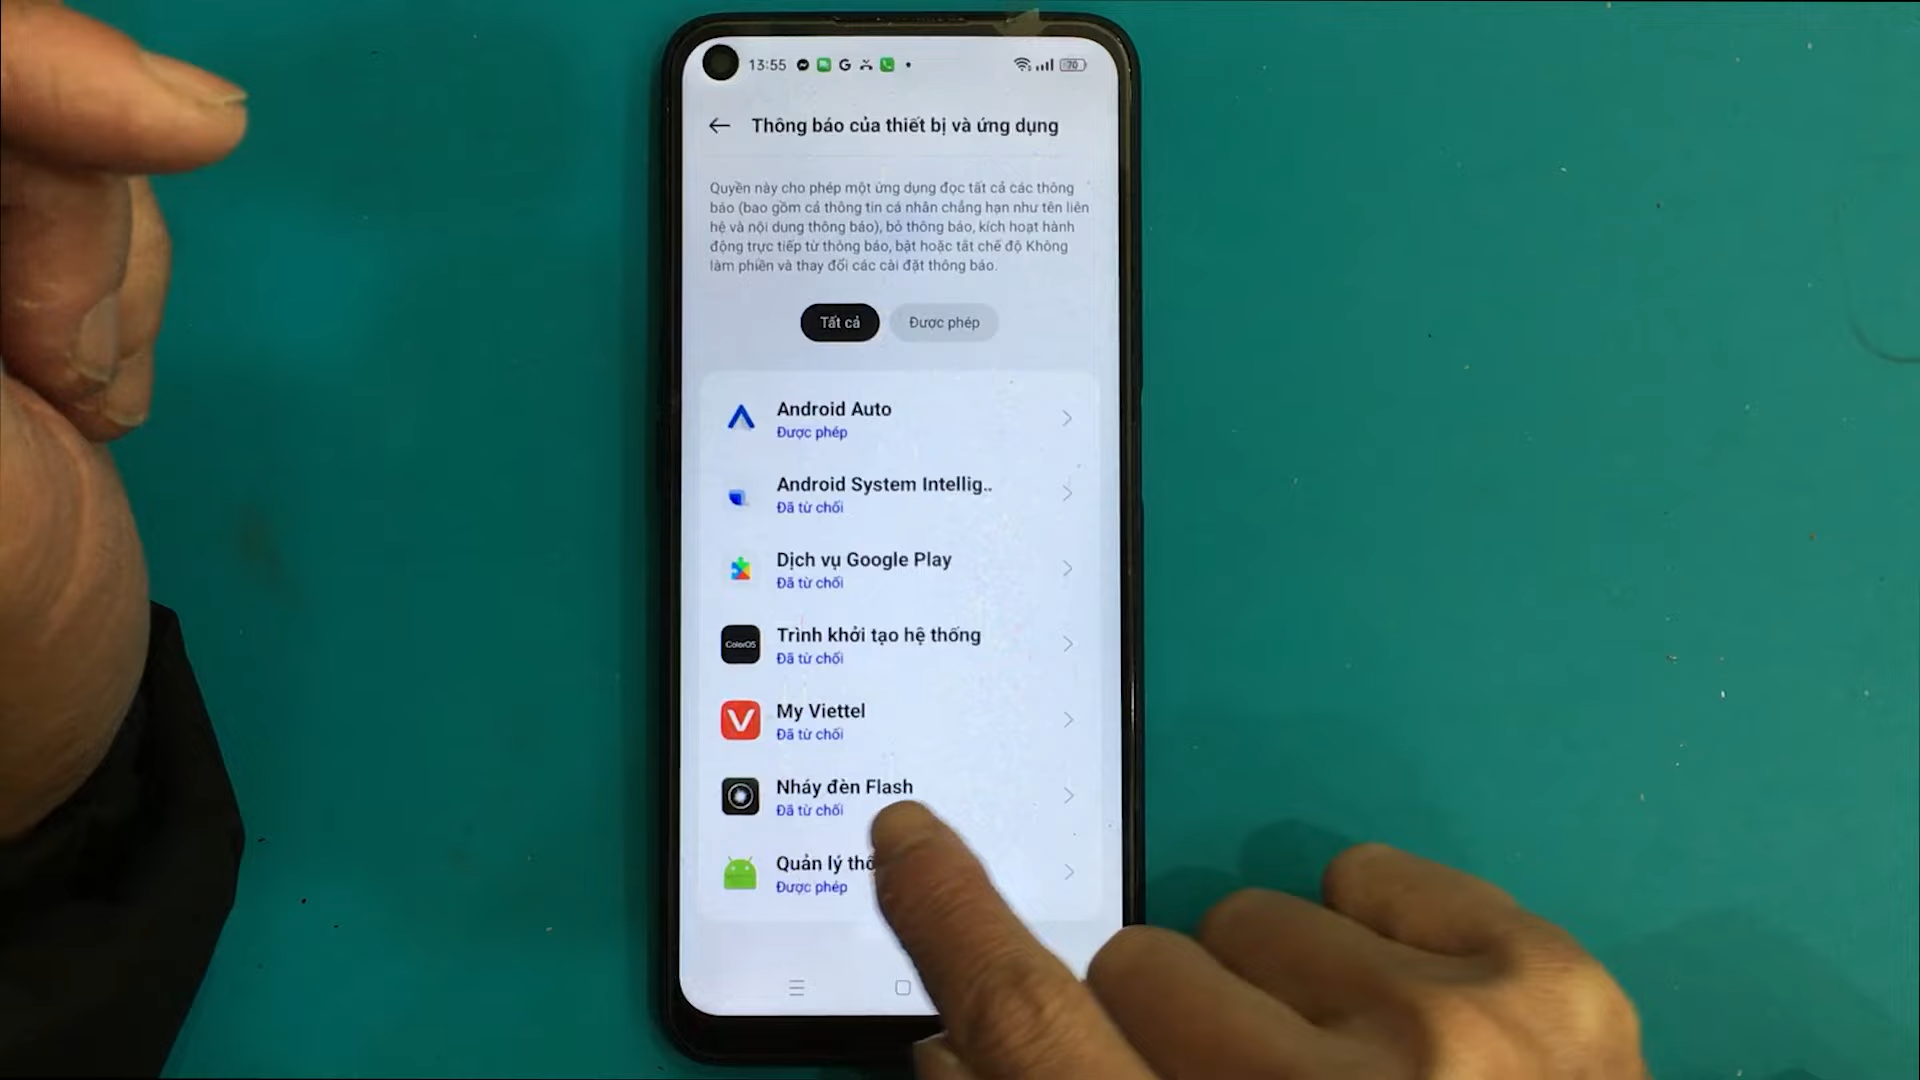 13:55
70
Thông báo của thiết bị và ứng dụng
Quyền này cho phép một ứng dụng đọc tất cả các thông
báo (bao gồm cả thông tin cá nhân chẳng hạn như tên liên
hệ và nội dung thông báo), bỏ thông báo, kích hoạt hành
động trực tiếp từ thông báo, bật hoặc tắt chế độ Không
làm phiền và thay đổi các cài đặt thông báo.
Tất cả
Được phép
Android Auto
Được phép
Android System Intellig..
Đã từ chối
Dịch vụ Google Play
Đã từ chối
ColorOS
Trình khởi tạo hệ thống
Đã từ chối
My Viettel
Đã từ chối
Nháy đèn Flash
Đã từ chối
Quản lý
Được phép